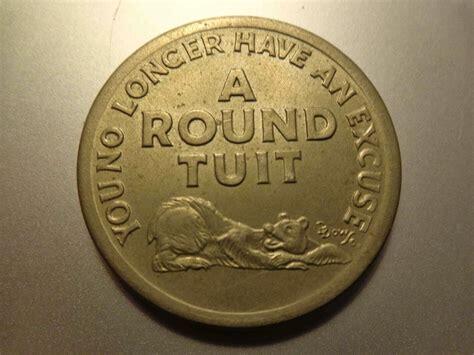 YOU NO LONGER HAVE AN EXCUSE
A
ROUND
TUIT